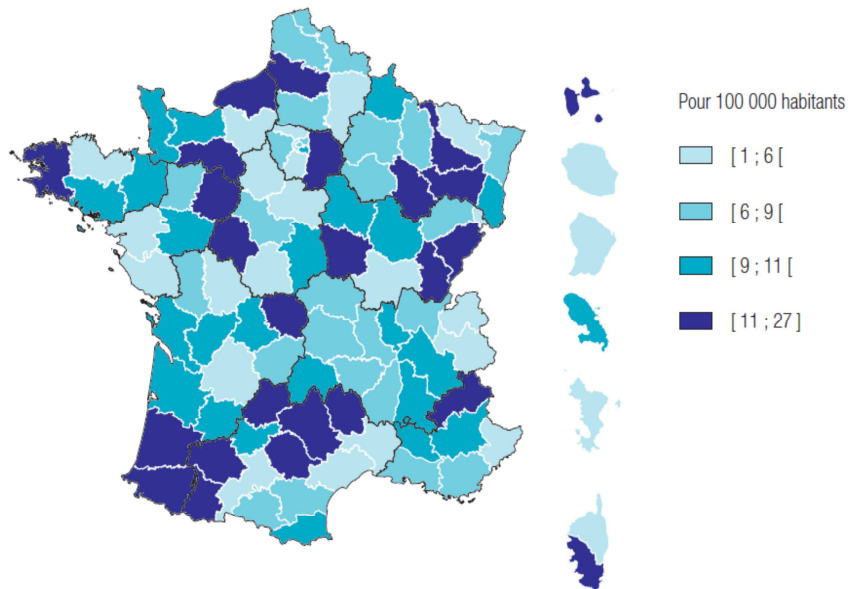 Pour 100 000 habitants
[ 1 ; 6 [
[ 6 ; 9 [
[ 9 ; 11 [
[ 11 ; 27 ]